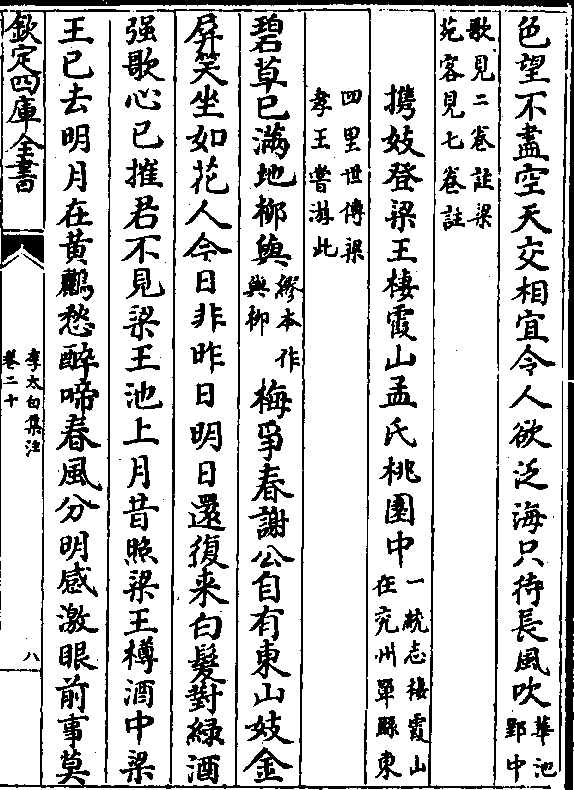 色望不盡空天交相宜令人欲泛海只待長風吹華池鄴中
歌見二卷註梁苑客見七卷註
攜妓登梁王棲霞山孟氏桃園中一統志棲霞山在兗州單縣東
四里世傳梁孝王嘗游此
碧草已滿地柳與繆本作與柳梅爭春謝公自有東山妓金
屏笑坐如花人今日非昨日明日還復来白髮對綠酒
强歌心已摧君不見梁王池上月昔照梁王樽酒中梁
王已去明月在黃鸝愁醉啼春風分明感激眼前事莫
欽定四庫全書
李太白集注
卷二十
八